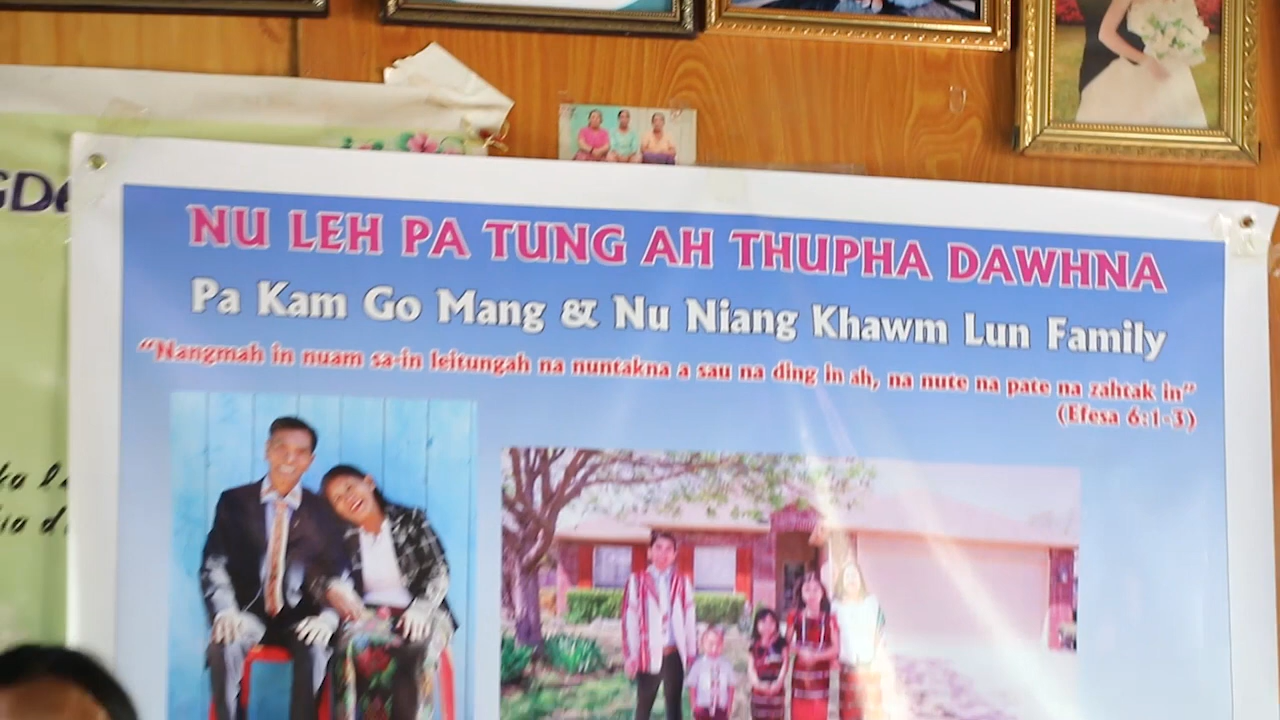 NU LEH PA TUNG AH THUPHA DAWHNA
Pa Kam Go Mang & Nu Niang Khawm Lun Family
"Nangmah in nuam sa-in leitungah na nuntakna a sau na ding in ah, na nute na pate na zahtak in"
(Efesa 6:1-3)